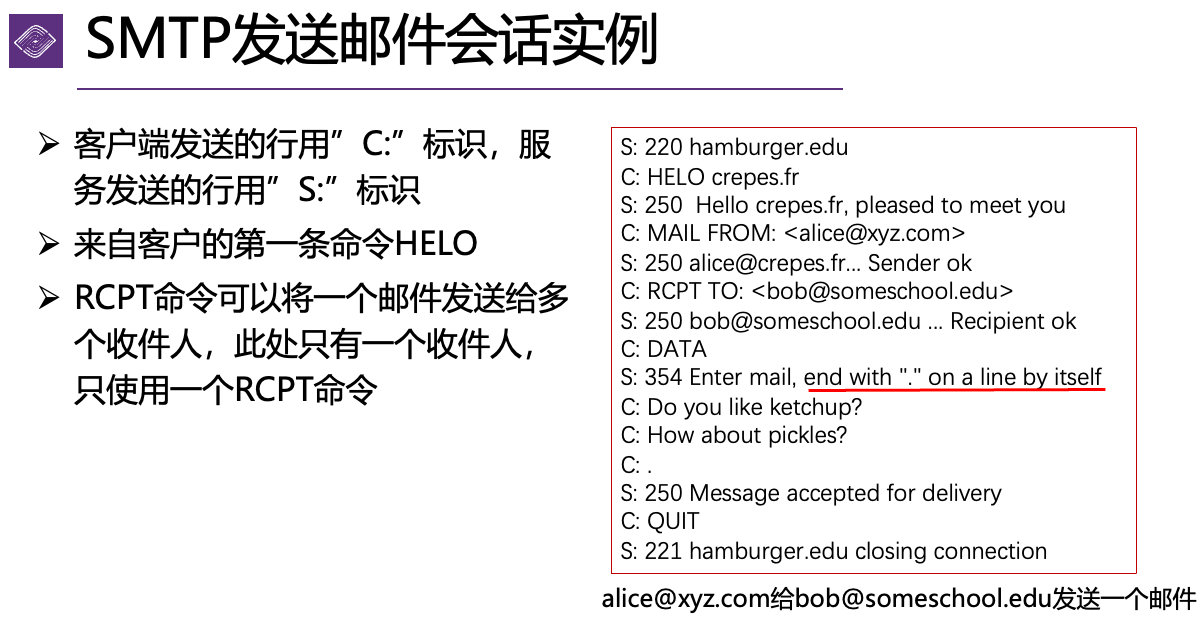 SMTP发送邮件会话实例
客户端发送的行用”C:”标识，服
务发送的行用”S:”标识
来自客户的第一条命令HELO
RCPT命令可以将一个邮件发送给多
个收件人，此处只有一个收件人，
只使用一个RCPT命令
S: 220 hamburger.edu
C: HELO crepes.fr
S: 250  Hello crepes.fr, pleased to meet you
C: MAIL FROM: <alice@xyz.com>
S: 250 alice@crepes.fr... Sender ok
C: RCPT TO: <bob@someschool.edu>
S: 250 bob@someschool.edu ... Recipient ok
C: DATA
S: 354 Enter mail, end with "." on a line by itself
C: Do you like ketchup?
C: How about pickles?
C: .
S: 250 Message accepted for delivery
C: QUIT
S: 221 hamburger.edu closing connection
alice@xyz.com给bob@someschool.edu发送一个邮件